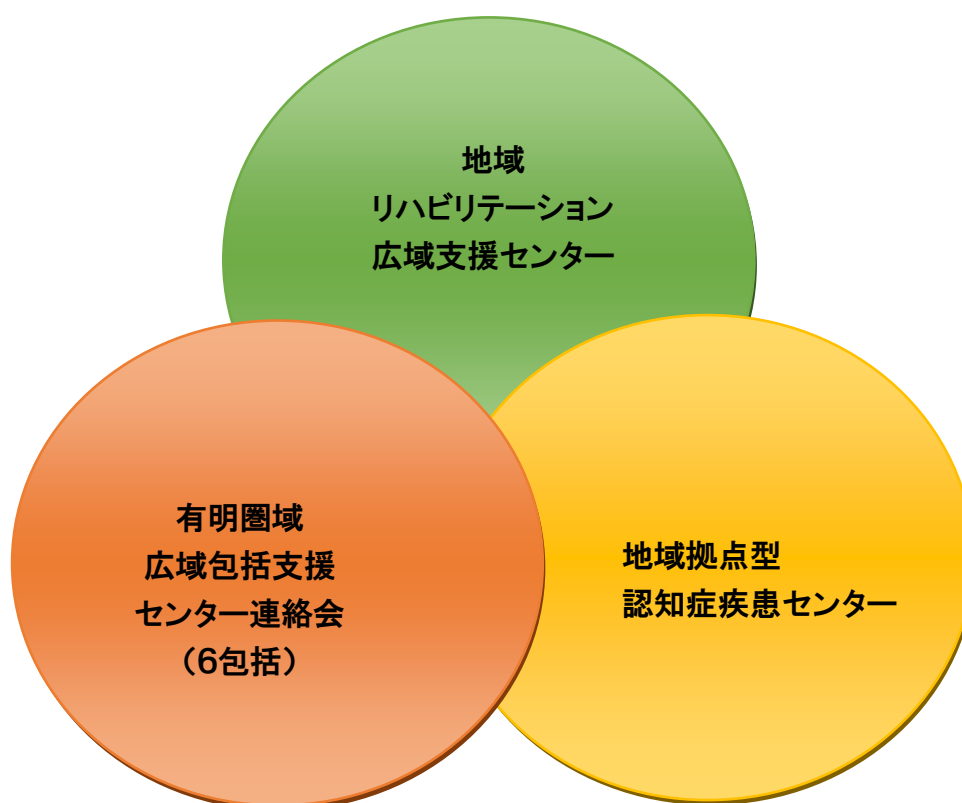 地域
リハビリテーション
広域支援センター
有明圏域
広域包括支援
センター連絡会
（6包括）
地域拠点型
認知症疾患センター